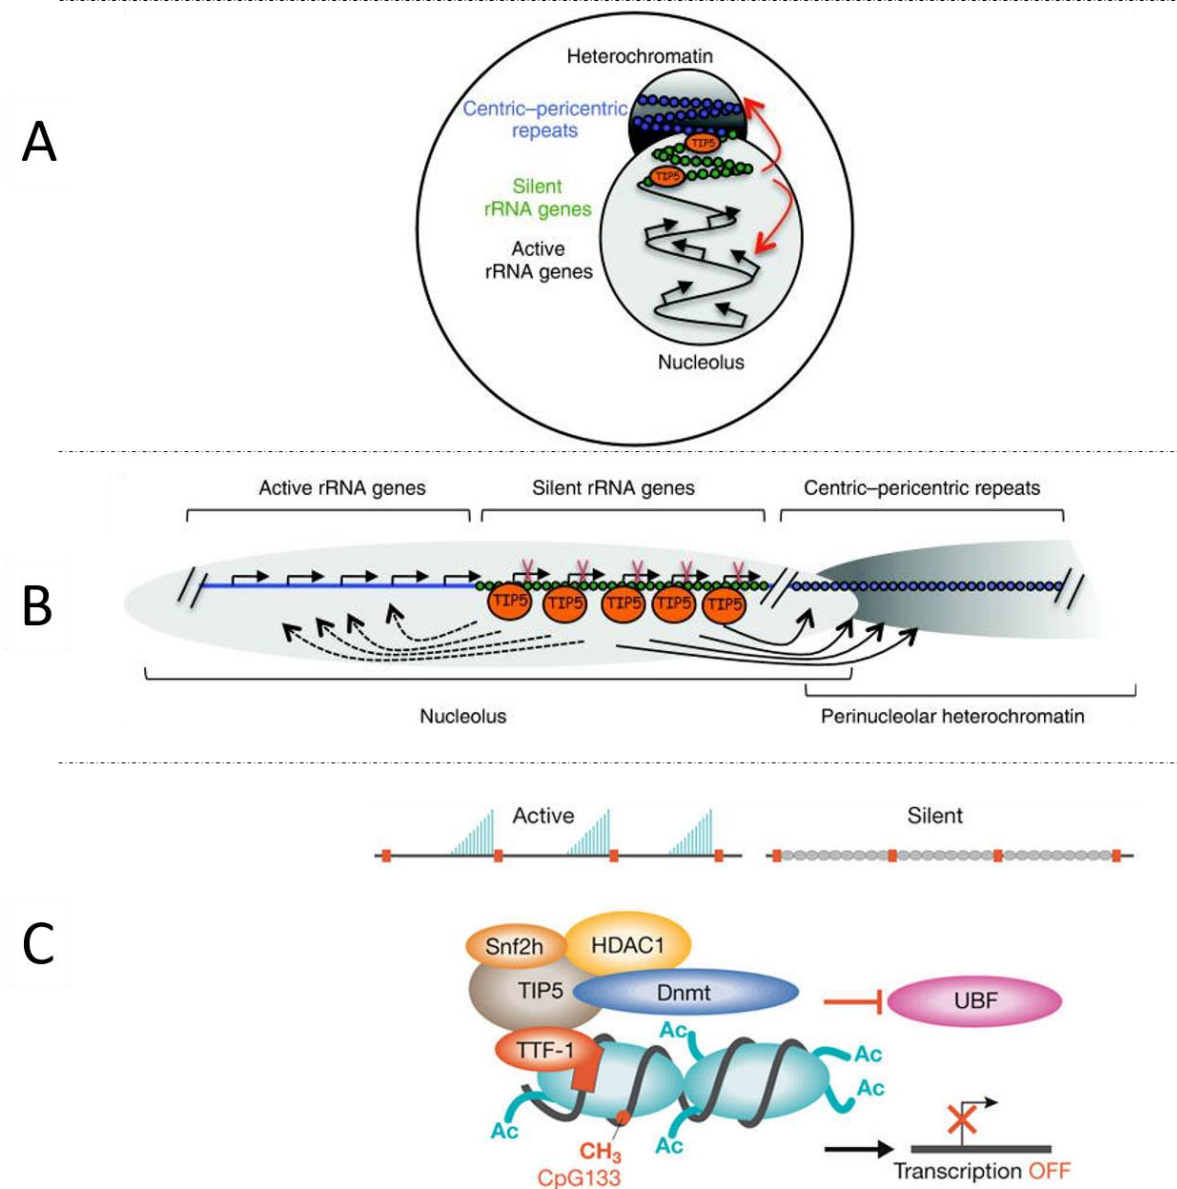 A
Heterochromatin
Centric–pericentric
repeats
TIP5
TIP5
Silent
rRNA genes
Active
rRNA genes
Nucleolus
B
Active rRNA genes
Silent rRNA genes
Centric–pericentric repeats
TIP5
TIP5
TIP5
TIP5
TIP5
Nucleolus
Perinucleolar heterochromatin
C
Active
Silent
Snf2h
HDAC1
TIP5
Dnmt
UBF
TTF-1
Ac
Ac
Ac
Ac
Ac
CH₃
CpG133
Transcription OFF